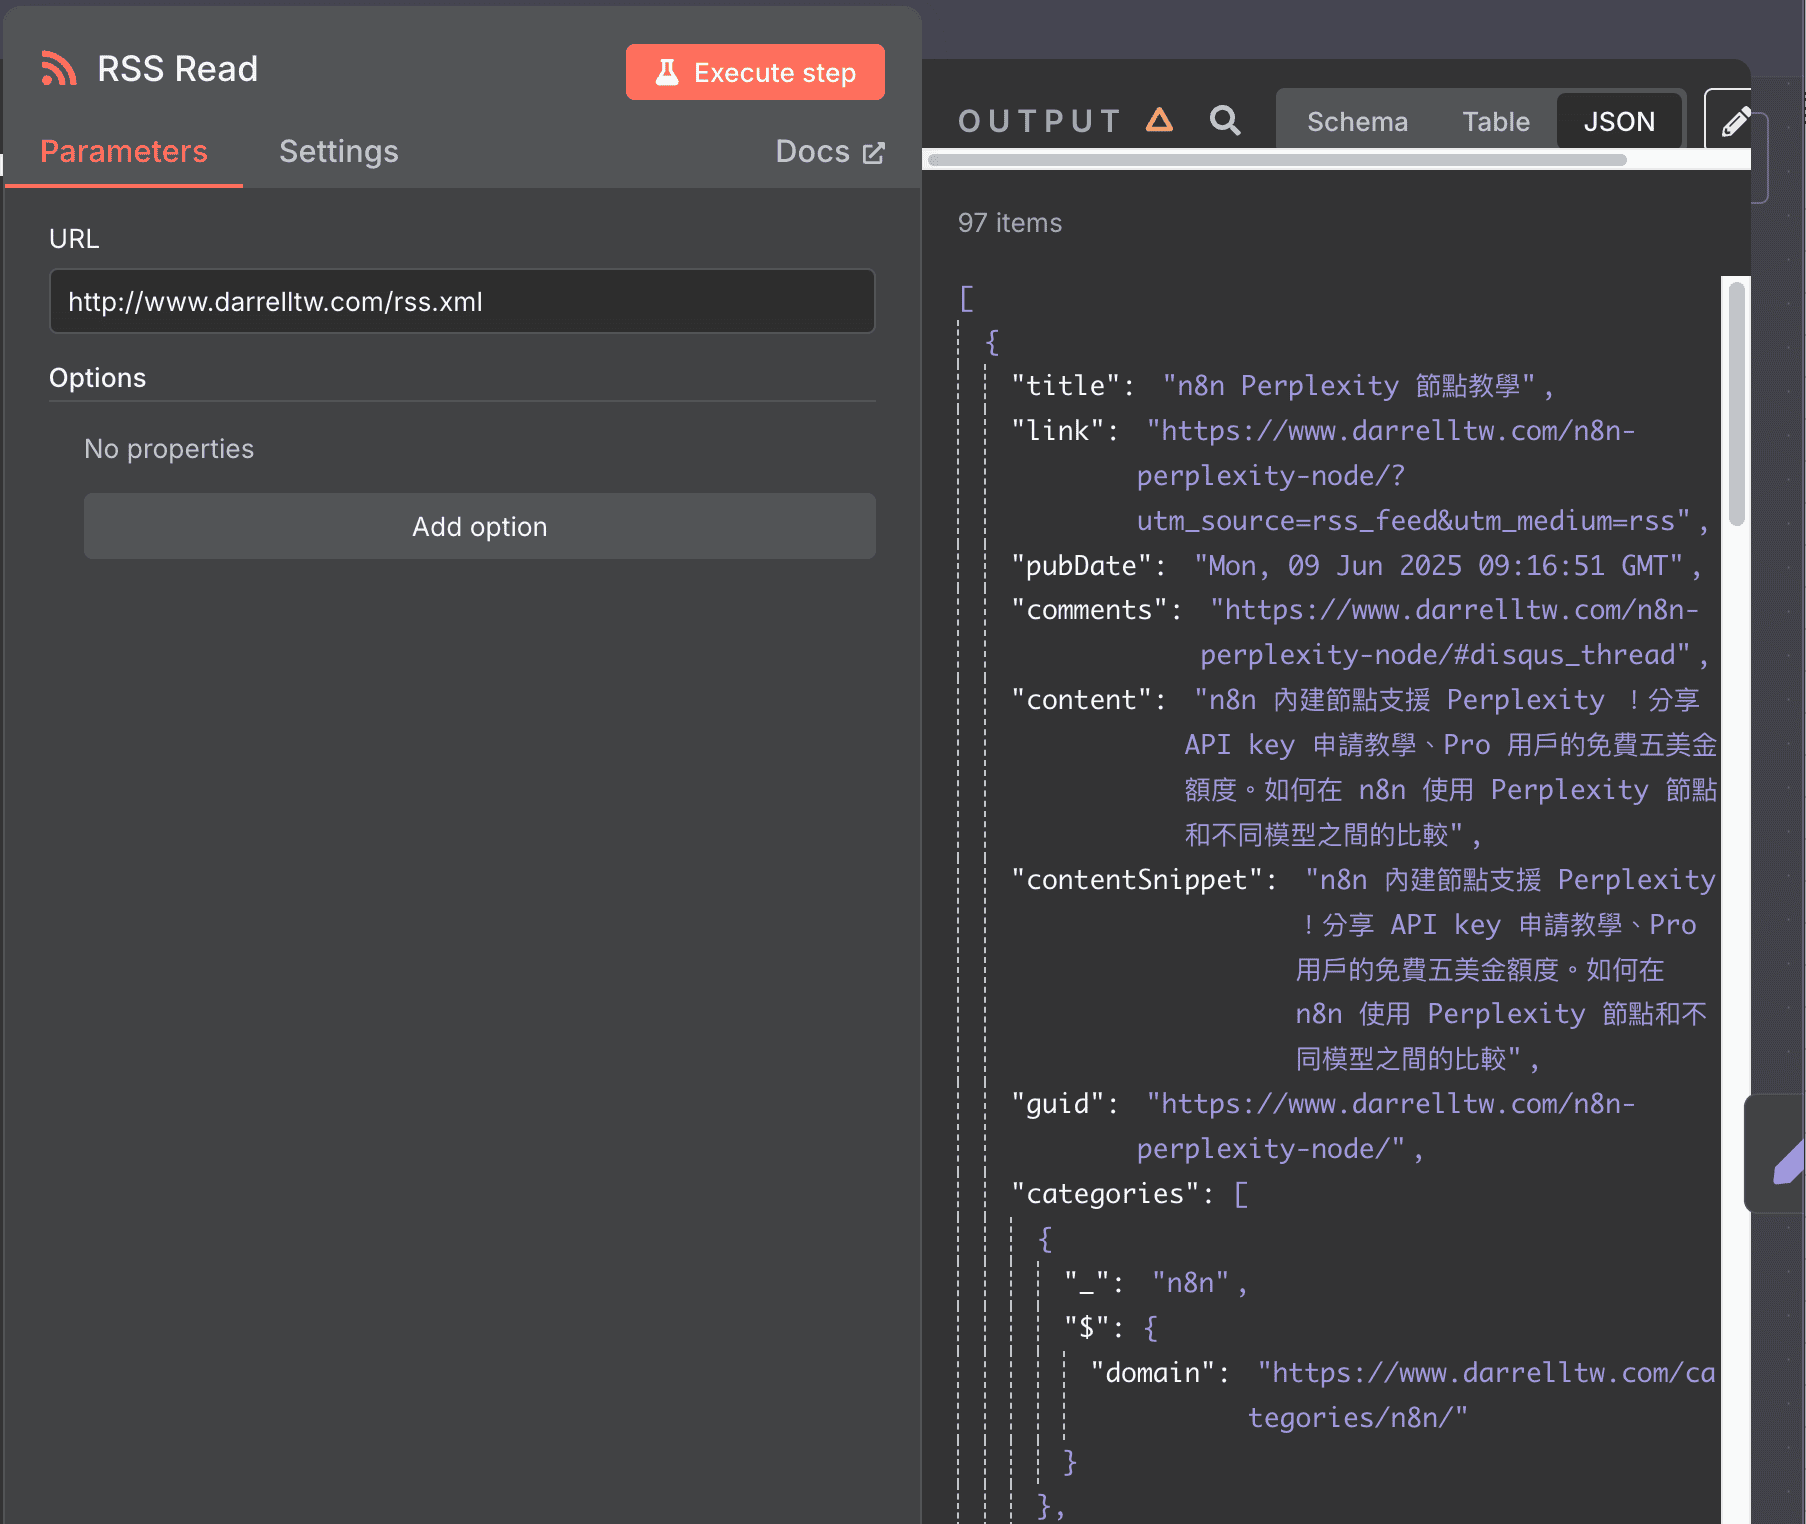 RSS Read
Execute step
Parameters
Settings
Docs
URL
http://www.darrelltw.com/rss.xml
Options
No properties
Add option
OUTPUT
Schema
Table
JSON
97 items
[
{
"title": "n8n Perplexity 節點教學",
"link": "https://www.darrelltw.com/n8n-
perplexity-node/?
utm_source=rss_feed&utm_medium=rss",
"pubDate": "Mon, 09 Jun 2025 09:16:51 GMT",
"comments": "https://www.darrelltw.com/n8n-
perplexity-node/#disqus_thread",
"content": "n8n 內建節點支援 Perplexity ！分享
API key 申請教學、Pro 用戶的免費五美金
額度。如何在 n8n 使用 Perplexity 節點
和不同模型之間的比較",
"contentSnippet": "n8n 內建節點支援 Perplexity
！分享 API key 申請教學、Pro
用戶的免費五美金額度。如何在
n8n 使用 Perplexity 節點和不
同模型之間的比較",
"guid": "https://www.darrelltw.com/n8n-
perplexity-node/",
"categories": [
{
"_": "n8n",
"$": {
"domain": "https://www.darrelltw.com/ca
tegories/n8n/"
}
},